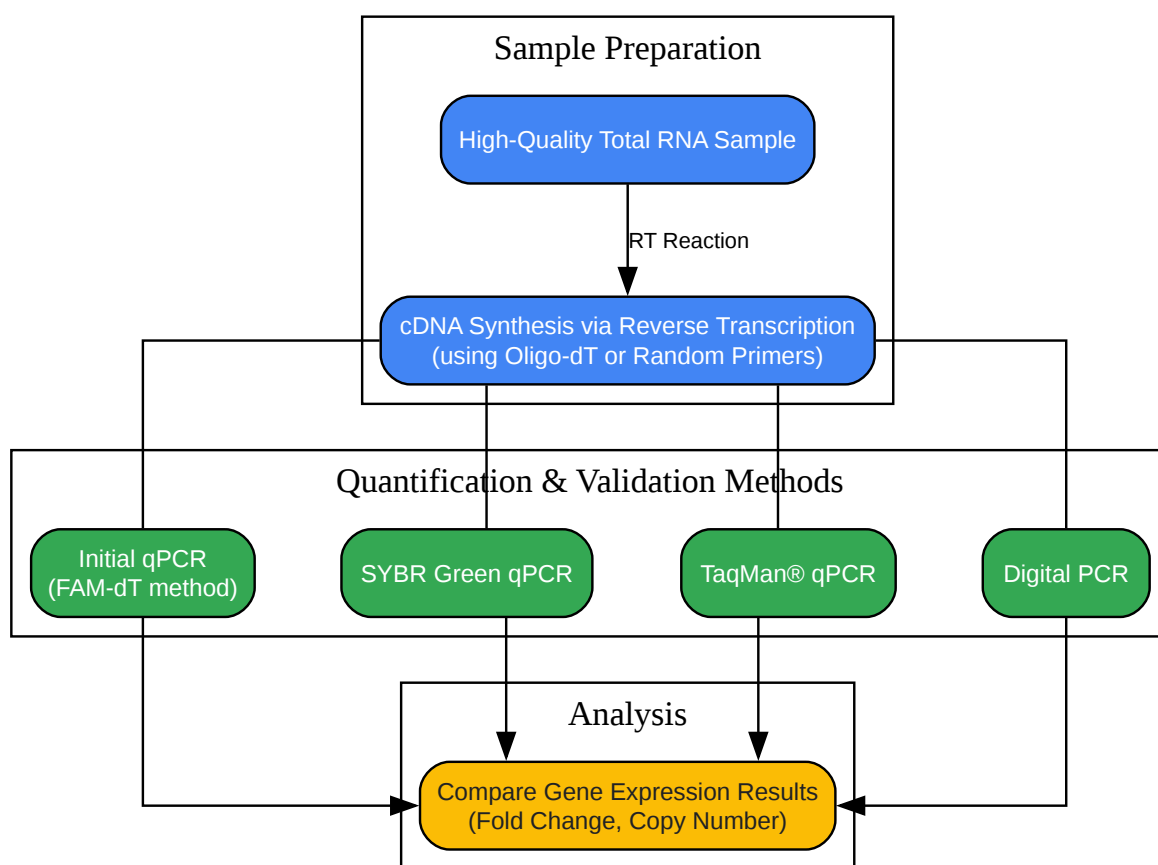 Sample Preparation
High-Quality Total RNA Sample
RT Reaction
cDNA Synthesis via Reverse Transcription
(using Oligo-dT or Random Primers)
Quantification & Validation Methods
Initial qPCR
(FAM-dT method)
SYBR Green qPCR
TaqMan® qPCR
Digital PCR
Analysis
Compare Gene Expression Results
(Fold Change, Copy Number)